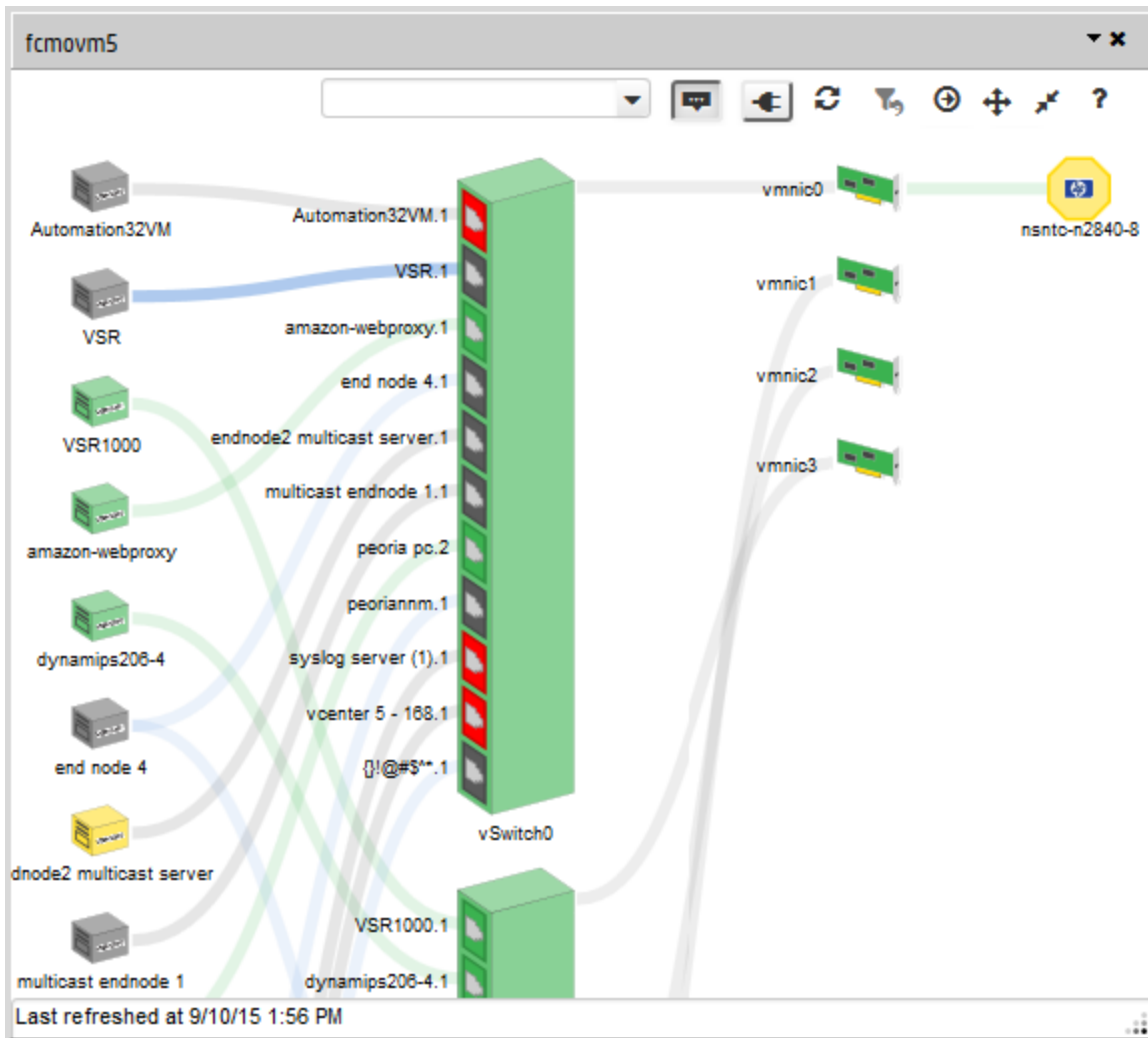 fcmovm5
?
Automation32VM
VSR
VSR1000
amazon-webproxy
dynamips206-4
end node 4
dnode2 multicast server
multicast endnode 1
Automation32VM.1
VSR.1
amazon-webproxy.1
end node 4.1
endnode2 multicast server.1
multicast endnode 1.1
peoria pc.2
peoriannm.1
syslog server (1).1
vcenter 5 - 168.1
{}!@#$^*.1
vSwitch0
VSR1000.1
dynamips206-4.1
vmnic0
vmnic1
vmnic2
vmnic3
hp
nsntc-n2840-8
Last refreshed at 9/10/15 1:56 PM